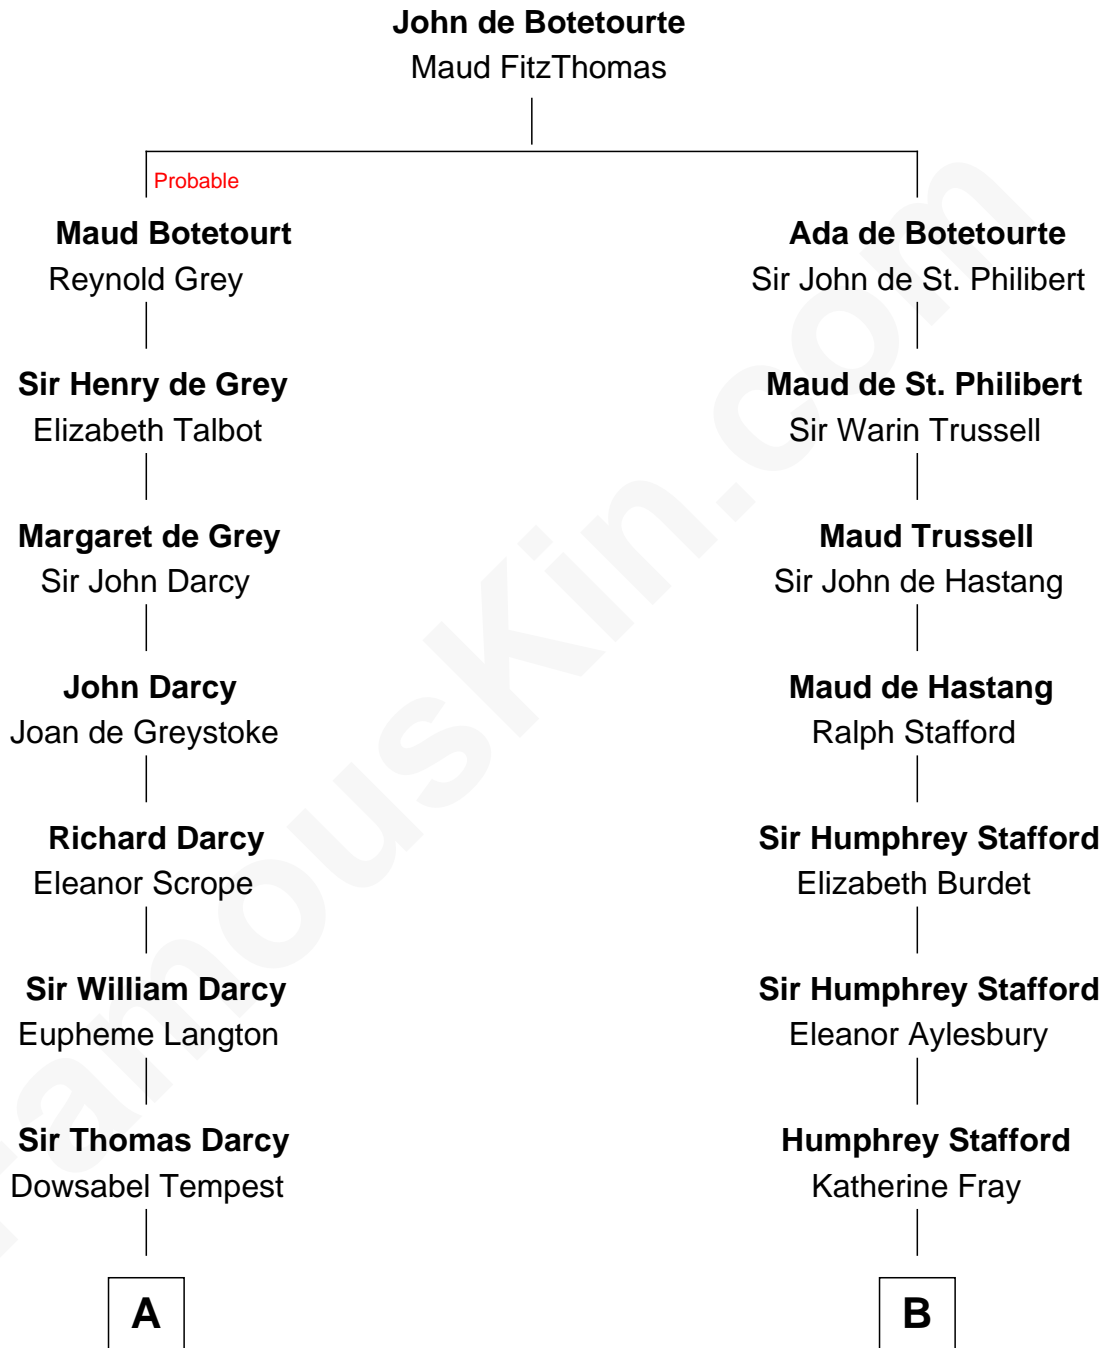 John de Botetourte
Maud FitzThomas
Probable
Maud Botetourt
Reynold Grey
Ada de Botetourte
Sir John de St. Philibert
Sir Henry de Grey
Elizabeth Talbot
Maud de St. Philibert
Sir Warin Trussell
Margaret de Grey
Sir John Darcy
Maud Trussell
Sir John de Hastang
John Darcy
Joan de Greystoke
Maud de Hastang
Ralph Stafford
Richard Darcy
Eleanor Scrope
Sir Humphrey Stafford
Elizabeth Burdet
Sir William Darcy
Eupheme Langton
Sir Humphrey Stafford
Eleanor Aylesbury
Sir Thomas Darcy
Dowsabel Tempest
Humphrey Stafford
Katherine Fray
A
B
FamousKin.com